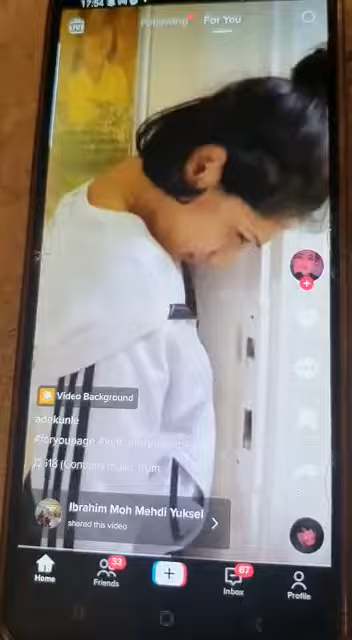 17:54
LIVE
Following For You
Video Background
adekunle
Ibrahim Moh Mehdi Yuksel
shared this video
33
67
Home
Friends
Inbox
Profile